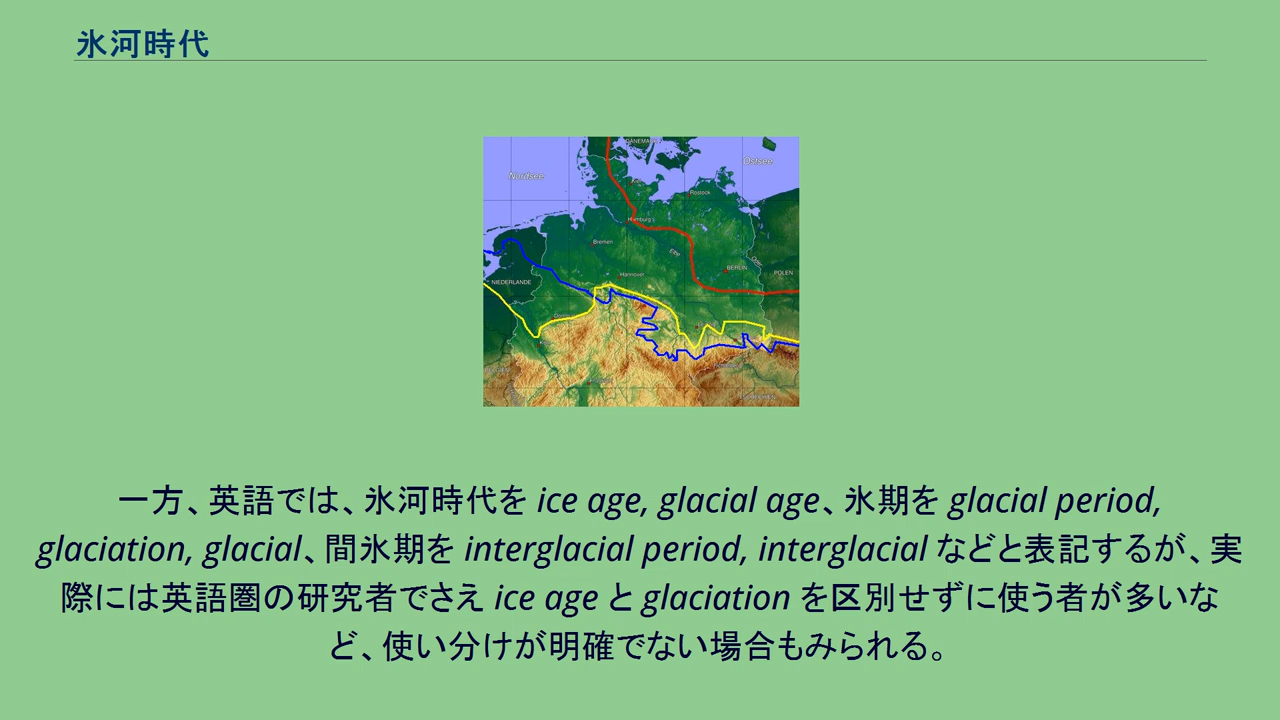 氷河時代
DÄNEMARK
Ostsee
Nordsee
Rostock
Hamburg
Bremen
Elbe
Oder
BERLIN
POLEN
Hannover
NIEDERLANDE
一方、英語では、氷河時代を ice age, glacial age、氷期を glacial period,
glaciation, glacial、間氷期を interglacial period, interglacial などと表記するが、実
際には英語圏の研究者でさえ ice age と glaciation を区別せずに使う者が多いな
ど、使い分けが明確でない場合もみられる。